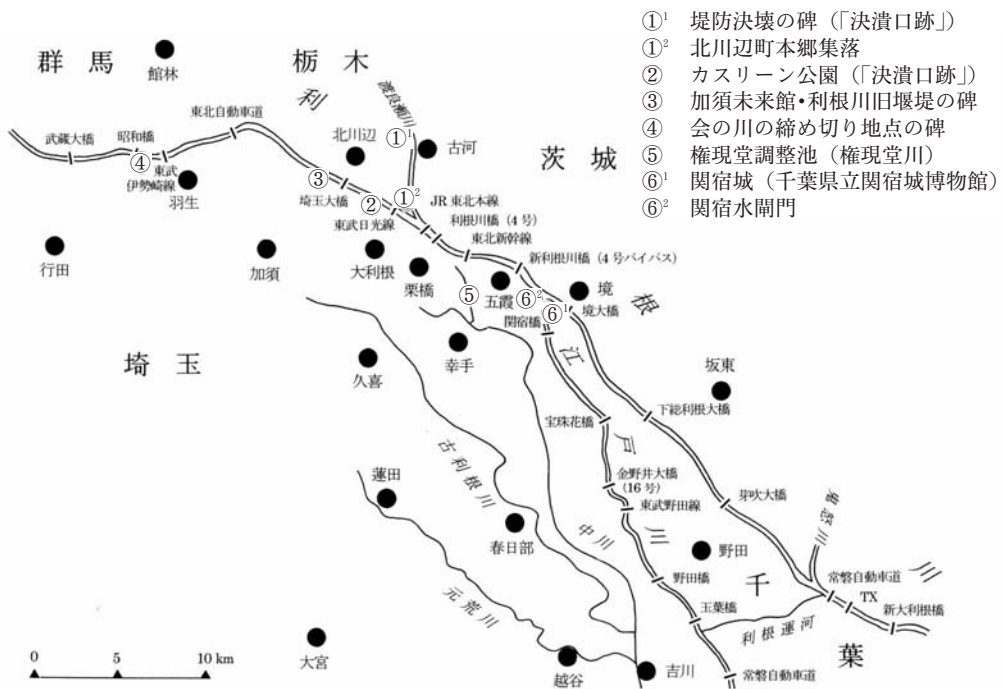 ①¹ 堤防決壊の碑（「決潰口跡」）
①² 北川辺町本郷集落
② カスリーン公園（「決潰口跡」）
③ 加須未来館・利根川旧堰堤の碑
④ 会の川の締め切り地点の碑
⑤ 権現堂調整池（権現堂川）
⑥¹ 関宿城（千葉県立関宿城博物館）
⑥² 関宿水閘門
群馬
館林
栃木
利
渡良瀬川
①¹
古河
茨城
東北自動車道
北川辺
武蔵大橋
昭和橋
④
東武
伊勢崎線
羽生
③
埼玉大橋
②
①²
JR東北本線
東武日光線
利根川橋（4号）
東北新幹線
新利根川橋（4号バイパス）
行田
加須
大利根
栗橋
⑤
五霞
⑥²
⑥¹
境
境大橋
根
関宿橋
江
埼玉
久喜
幸手
坂東
宝珠花橋
下総利根大橋
戸
古利根川
蓮田
金野井大橋
（16号）
東武野田線
芽吹大橋
鬼怒川
春日部
中川
川
野田
野田橋
千
常磐自動車道
TX
川
新大利根橋
元荒川
玉葉橋
利根運河
葉
大宮
越谷
吉川
常磐自動車道
0 5 10 km